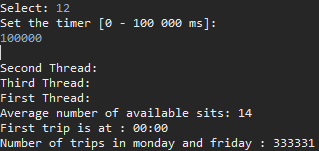 Select: 12
Set the timer [0 - 100 000 ms]:
100000
Second Thread:
Third Thread:
First Thread:
Average number of available sits: 14
First trip is at : 00:00
Number of trips in monday and friday : 333331